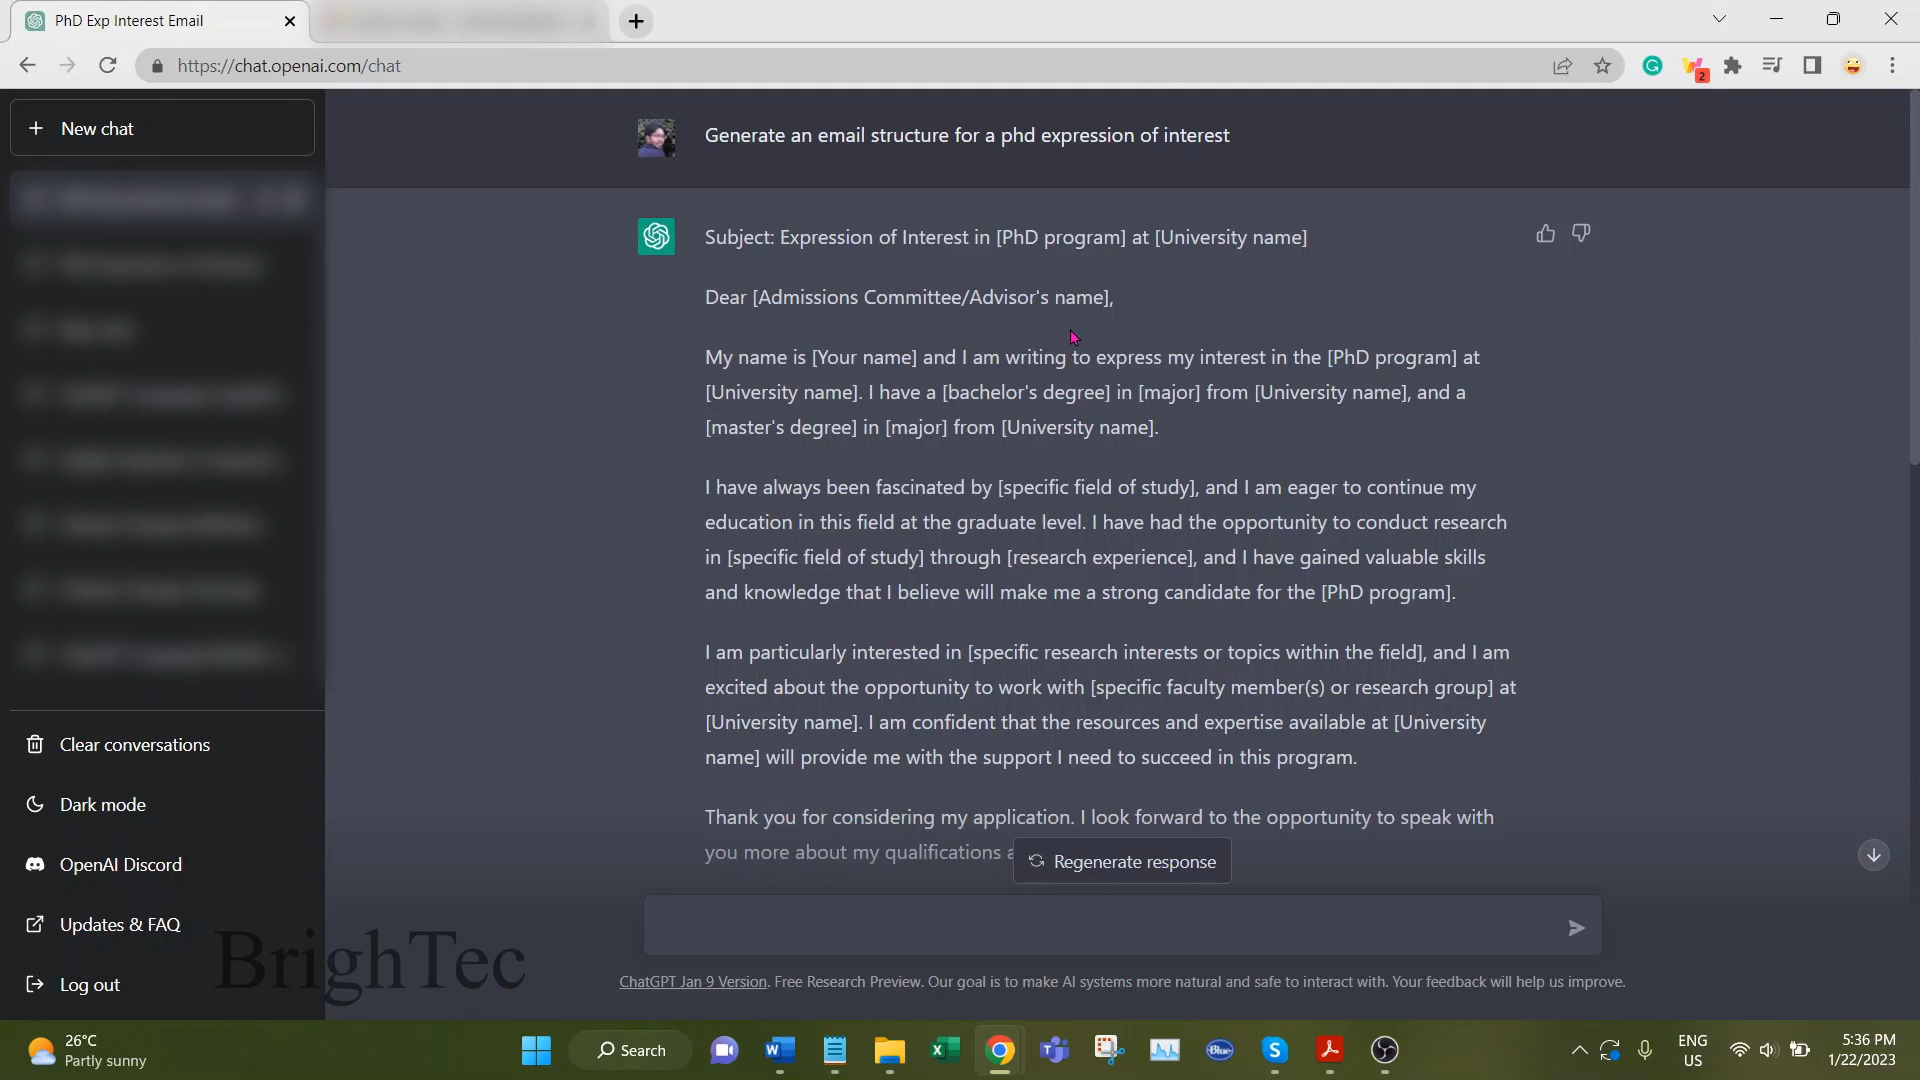 PhD Exp Interest Email
https://chat.openai.com/chat
2
New chat
Generate an email structure for a phd expression of interest
Subject: Expression of Interest in [PhD program] at [University name]
Dear [Admissions Committee/Advisor's name],
My name is [Your name] and I am writing to express my interest in the [PhD program] at
[University name]. I have a [bachelor's degree] in [major] from [University name], and a
[master's degree] in [major] from [University name].
I have always been fascinated by [specific field of study], and I am eager to continue my
education in this field at the graduate level. I have had the opportunity to conduct research
in [specific field of study] through [research experience], and I have gained valuable skills
and knowledge that I believe will make me a strong candidate for the [PhD program].
I am particularly interested in [specific research interests or topics within the field], and I am
excited about the opportunity to work with [specific faculty member(s) or research group] at
[University name]. I am confident that the resources and expertise available at [University
name] will provide me with the support I need to succeed in this program.
Thank you for considering my application. I look forward to the opportunity to speak with
you more about my qualifications a
Regenerate response
Clear conversations
Dark mode
OpenAI Discord
Updates & FAQ
Log out
BrighTec
ChatGPT Jan 9 Version. Free Research Preview. Our goal is to make AI systems more natural and safe to interact with. Your feedback will help us improve.
26°C
Partly sunny
Search
Blue
ENG
US
5:36 PM
1/22/2023